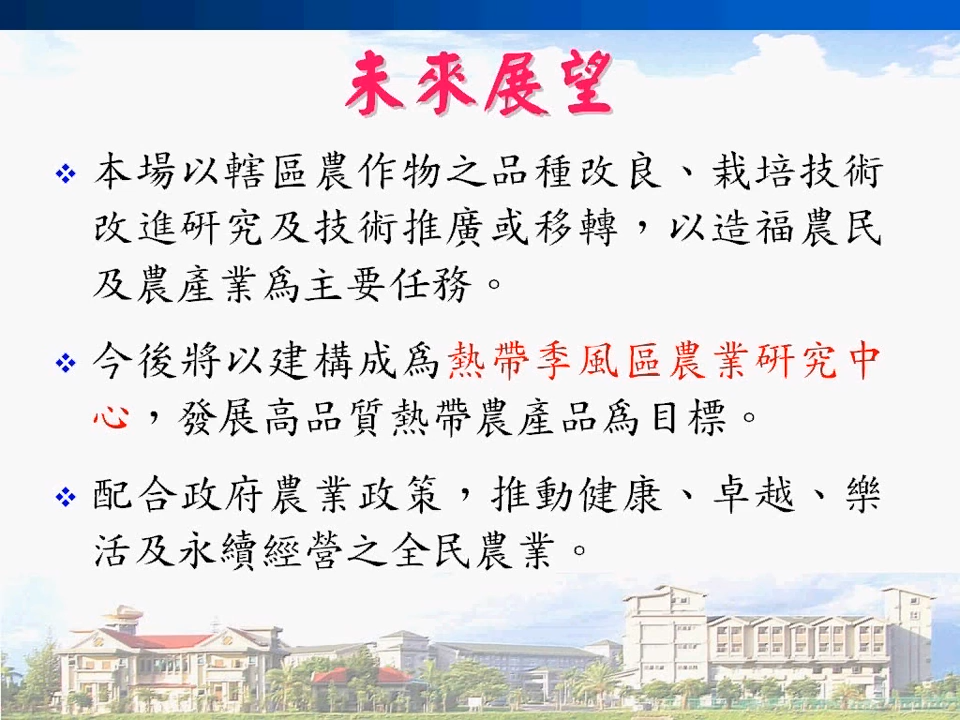 未來展望
本場以轄區農作物之品種改良、栽培技術
改進研究及技術推廣或移轉，以造福農民
及農產業為主要任務。
今後將以建構成為熱帶季風區農業研究中
心，發展高品質熱帶農產品為目標。
配合政府農業政策，推動健康、卓越、樂
活及永續經營之全民農業。